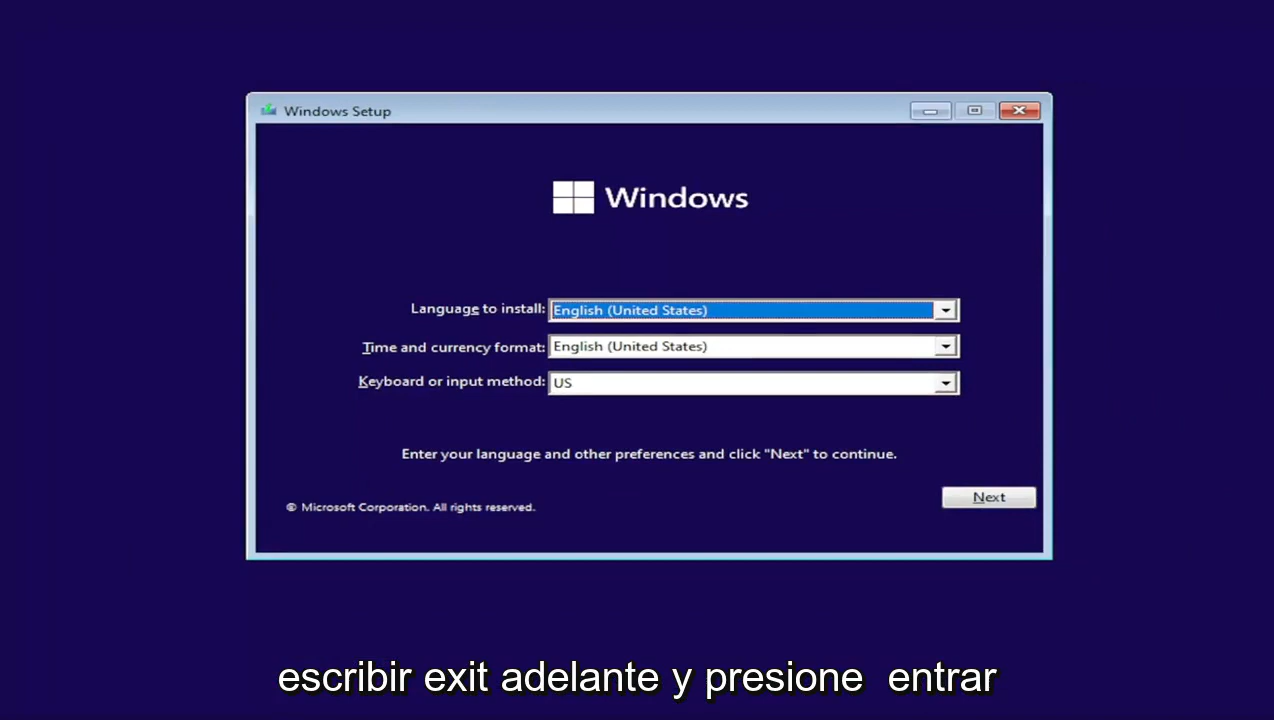 Windows Setup
Windows
Language to install: English (United States)
Time and currency format: English (United States)
Keyboard or input method: US
Enter your language and other preferences and click "Next" to continue.
Next
© Microsoft Corporation. All rights reserved.
escribir exit adelante y presione entrar